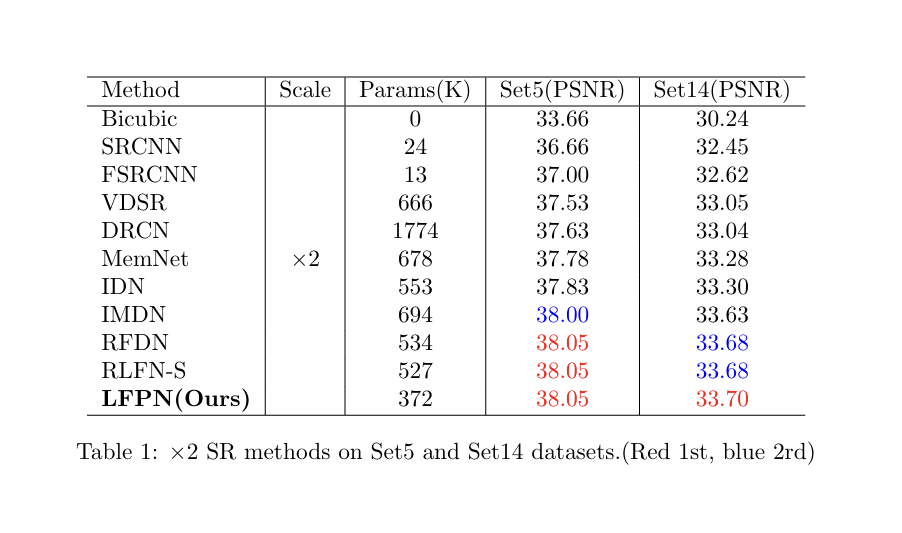 Method Scale Params(K) Set5(PSNR) Set14(PSNR)
Bicubic 0 33.66 30.24
SRCNN 24 36.66 32.45
FSRCNN 13 37.00 32.62
VDSR 666 37.53 33.05
DRCN 1774 37.63 33.04
MemNet ×2 678 37.78 33.28
IDN 553 37.83 33.30
IMDN 694 38.00 33.63
RFDN 534 38.05 33.68
RLFN-S 527 38.05 33.68
LFPN(Ours) 372 38.05 33.70
Table 1: ×2 SR methods on Set5 and Set14 datasets.(Red 1st, blue 2rd)